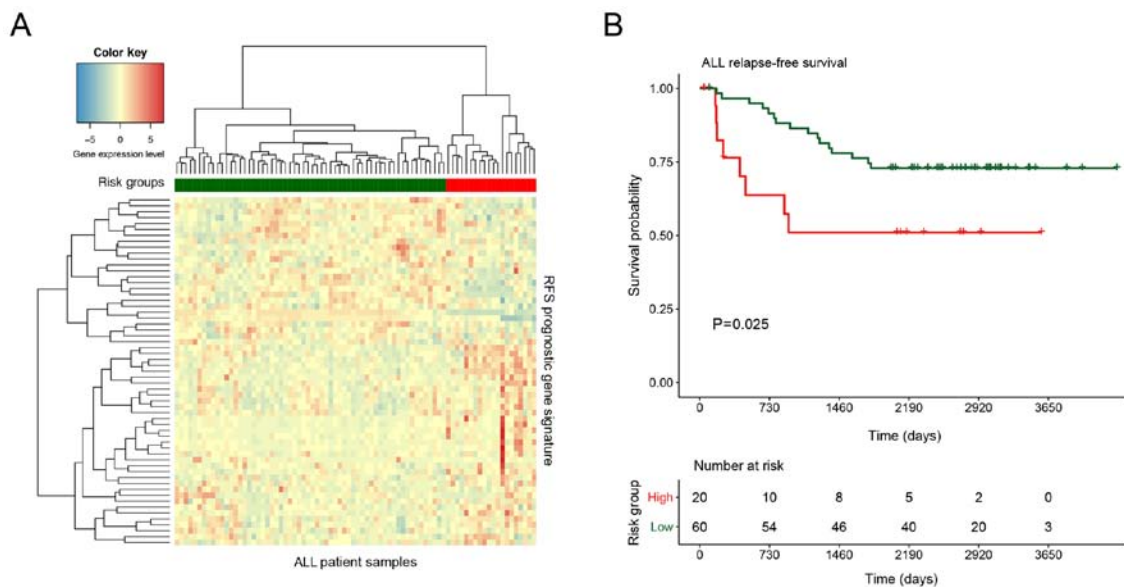 A
Color key
-5 0 5
Gene expression level
Risk groups
RFS prognostic gene signature
ALL patient samples
B
ALL relapse-free survival
1.00
0.75
0.50
0.25
0.00
Survival probability
P=0.025
0 730 1460 2190 2920 3650
Time (days)
Number at risk
Risk group
High 20 10 8 5 2 0
Low 60 54 46 40 20 3
0 730 1460 2190 2920 3650
Time (days)